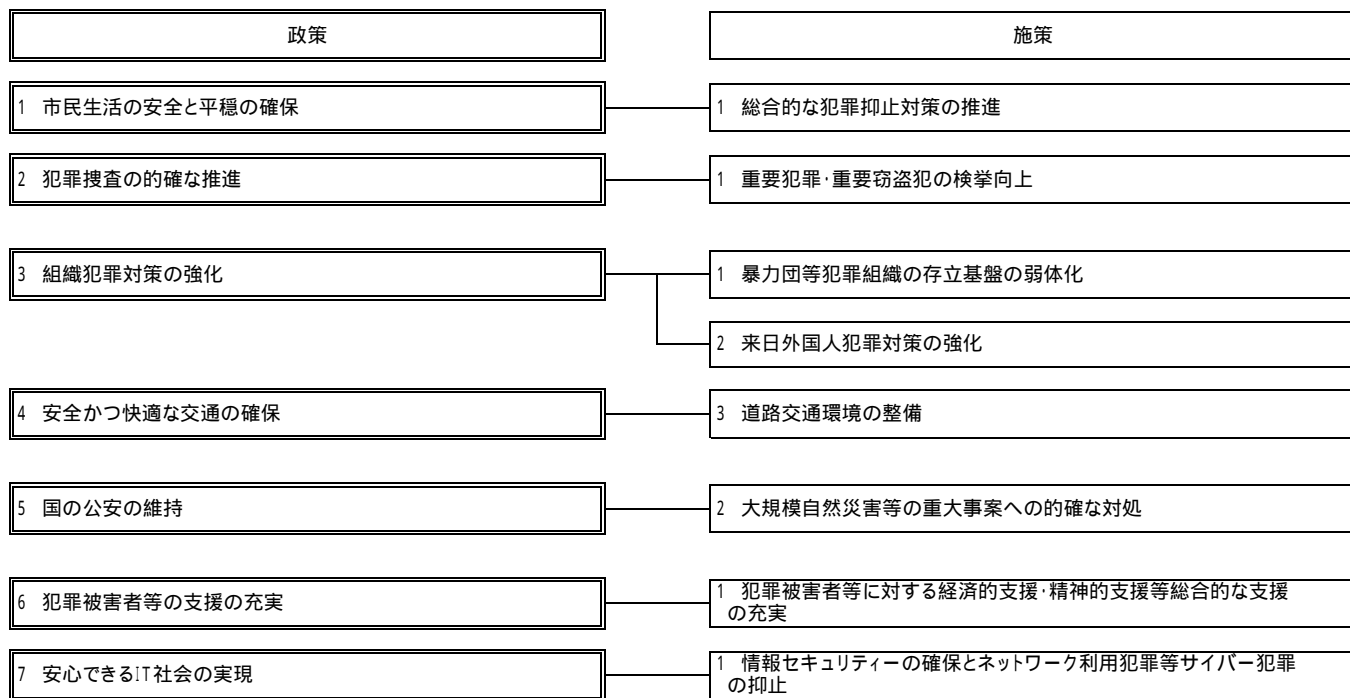 政策
施策
1 市民生活の安全と平穏の確保
1 総合的な犯罪抑止対策の推進
2 犯罪捜査の的確な推進
1 重要犯罪・重要窃盗犯の検挙向上
3 組織犯罪対策の強化
1 暴力団等犯罪組織の存立基盤の弱体化
2 来日外国人犯罪対策の強化
4 安全かつ快適な交通の確保
3 道路交通環境の整備
5 国の公安の維持
2 大規模自然災害等の重大事案への的確な対処
6 犯罪被害者等の支援の充実
1 犯罪被害者等に対する経済的支援・精神的支援等総合的な支援
の充実
7 安心できるIT社会の実現
1 情報セキュリティーの確保とネットワーク利用犯罪等サイバー犯罪
の抑止